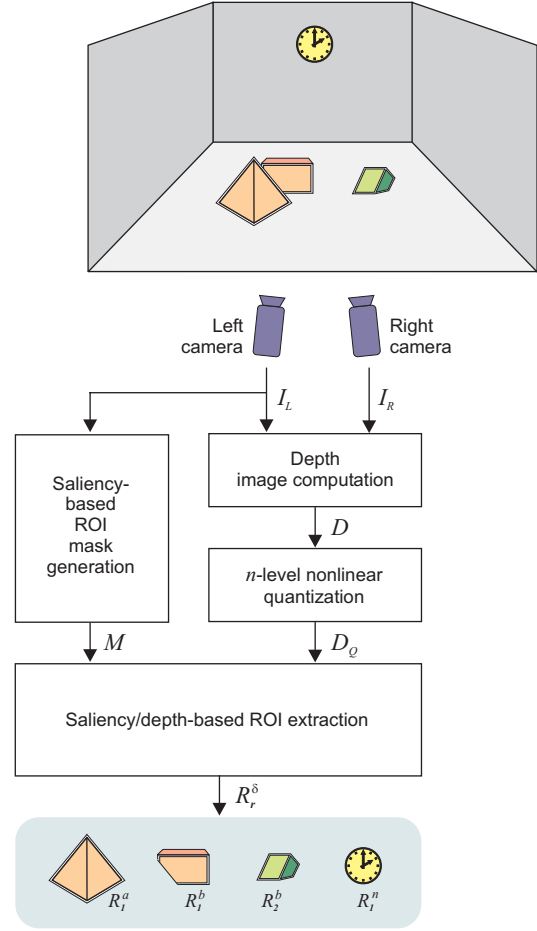 Left
camera
Right
camera
I_L
I_R
Saliency-
based
ROI
mask
generation
Depth
image computation
D
n-level nonlinear
quantization
M
D_Q
Saliency/depth-based ROI extraction
R_r^δ
R_1^a
R_1^b
R_2^b
R_1^n